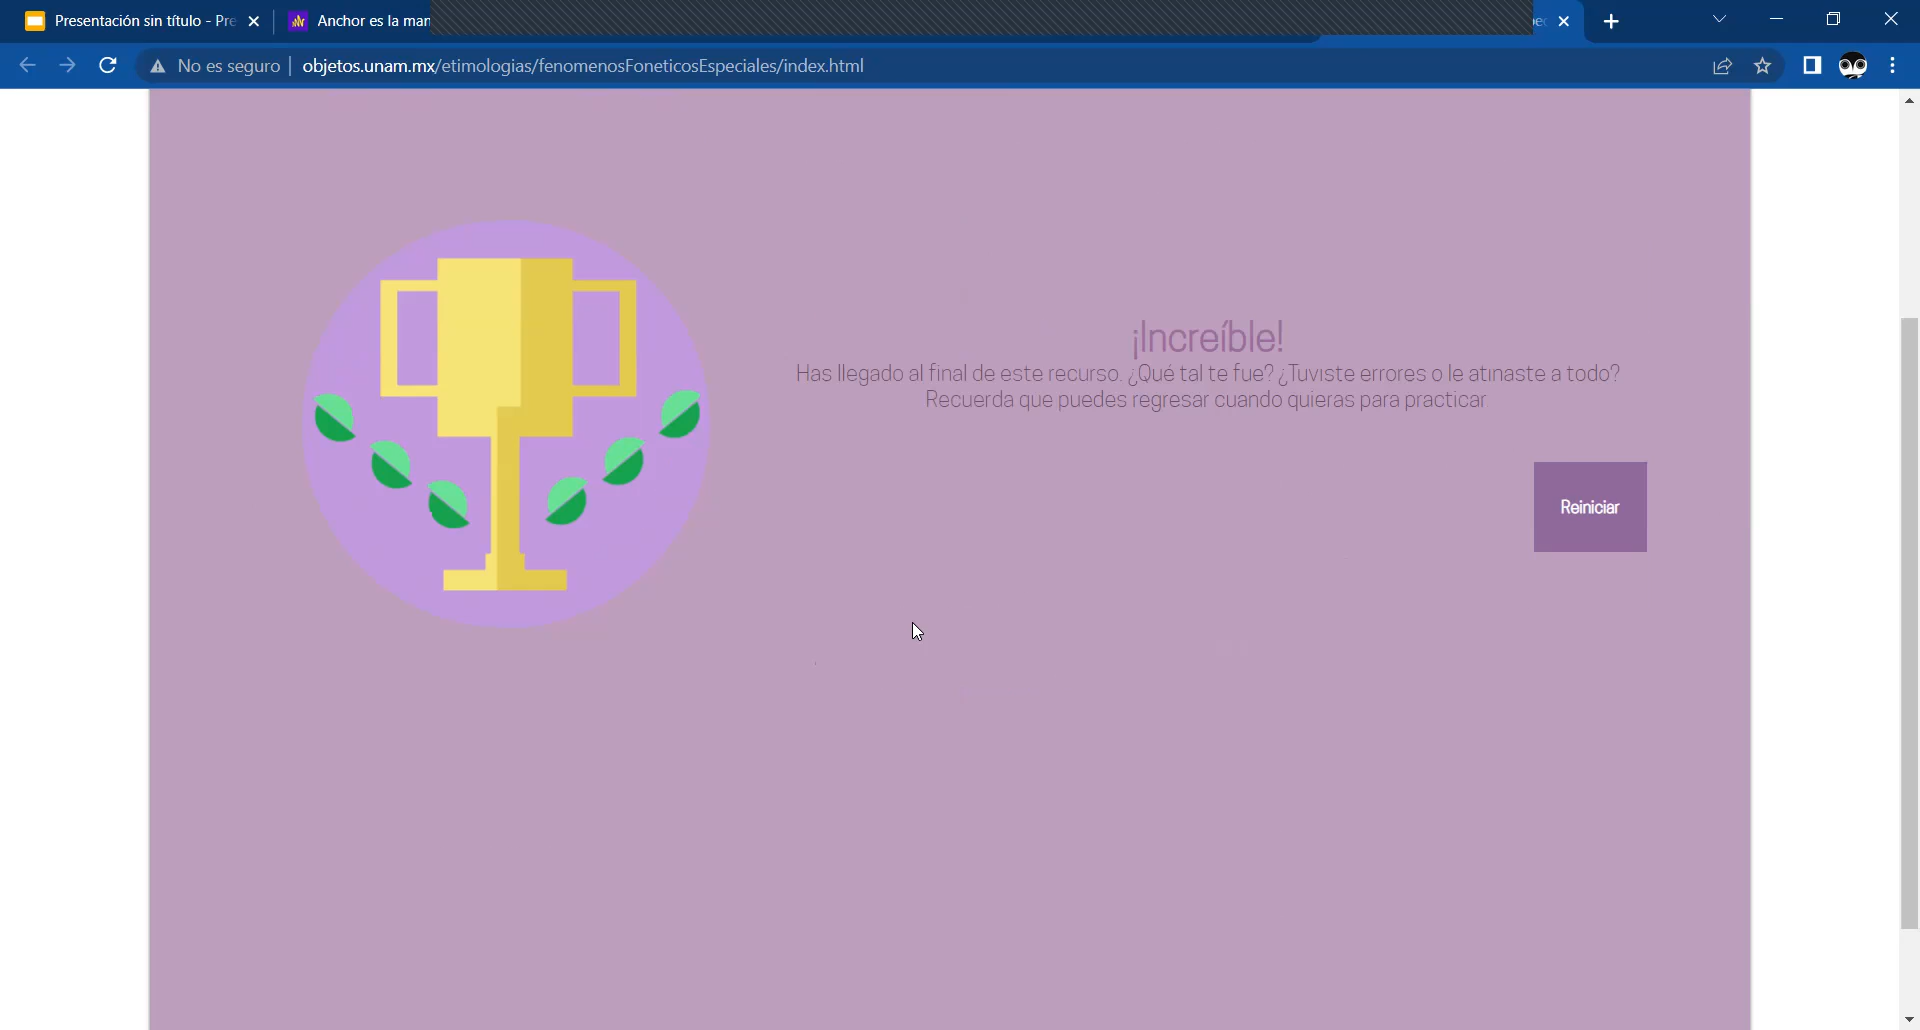 Presentación sin título - Pre
Anchor es la man
No es seguro
objetos.unam.mx/etimologias/fenomenosFoneticosEspeciales/index.html
¡Increíble!
Has llegado al final de este recurso. ¿Qué tal te fue? ¿Tuviste errores o le atinaste a todo?
Recuerda que puedes regresar cuando quieras para practicar
Reiniciar